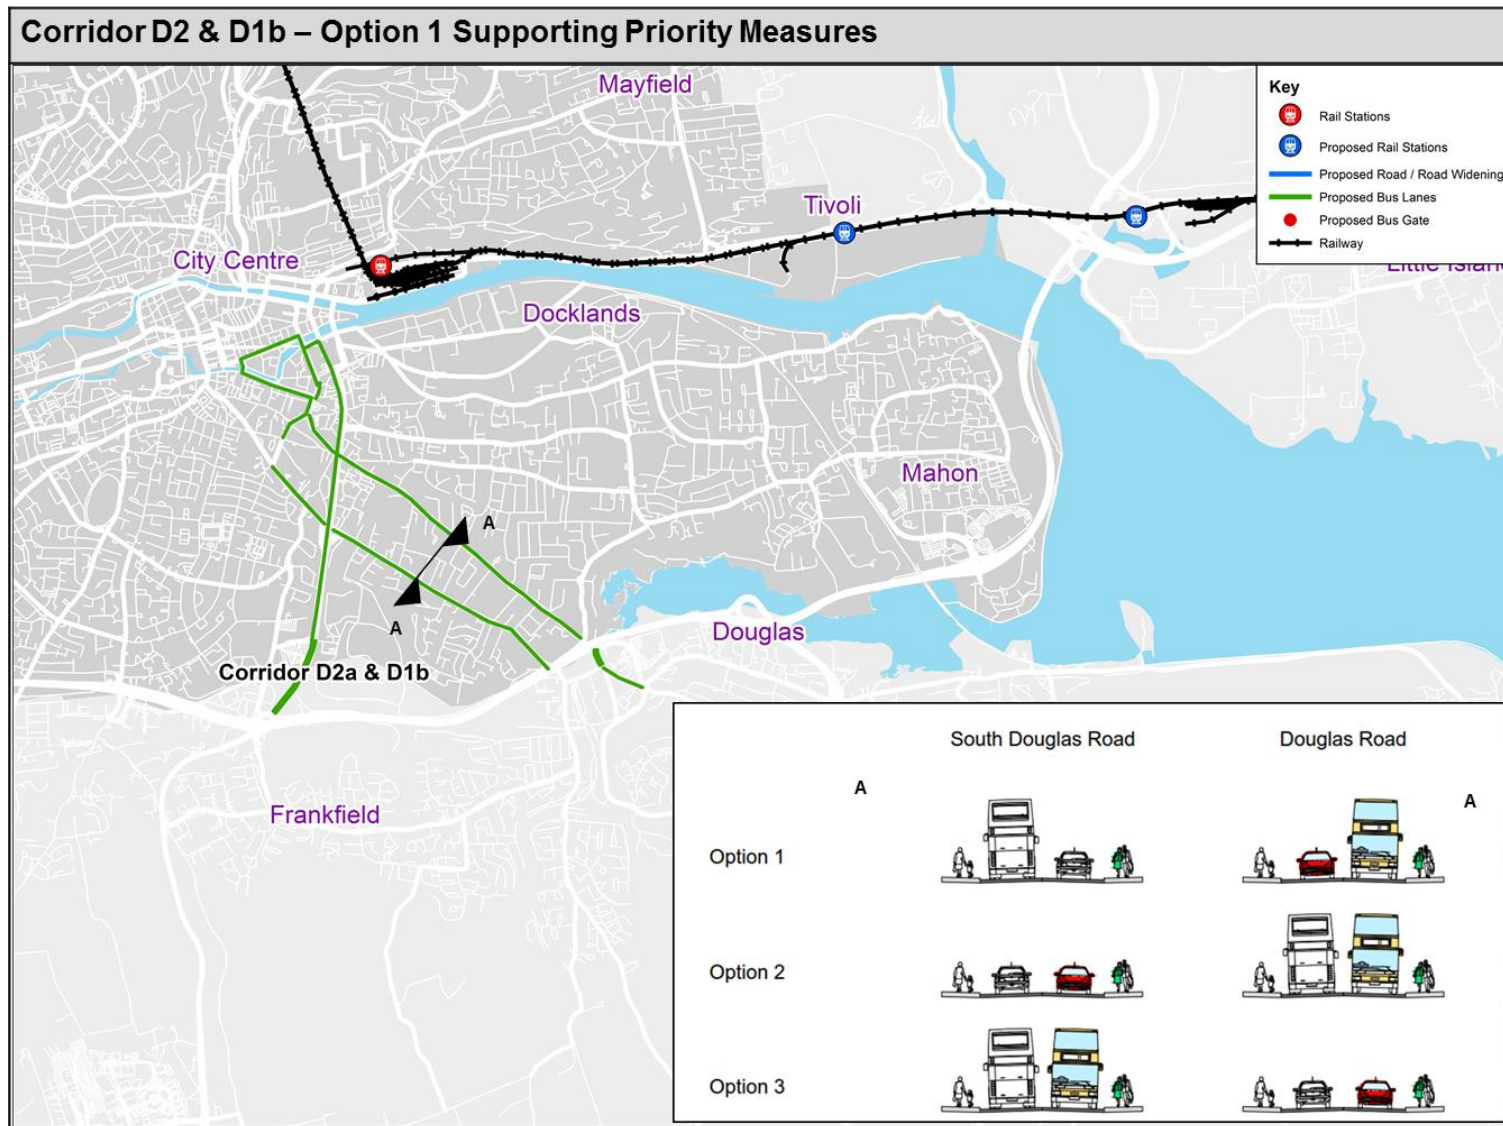 Corridor D2 & D1b – Option 1 Supporting Priority Measures
Mayfield
Key
Rail Stations
Proposed Rail Stations
Proposed Road / Road Widening
Proposed Bus Lanes
Proposed Bus Gate
Railway
Tivoli
City Centre
Little Island
Docklands
Mahon
A
A
Douglas
Corridor D2a & D1b
Frankfield
South Douglas Road
Douglas Road
A
A
Option 1
Option 2
Option 3